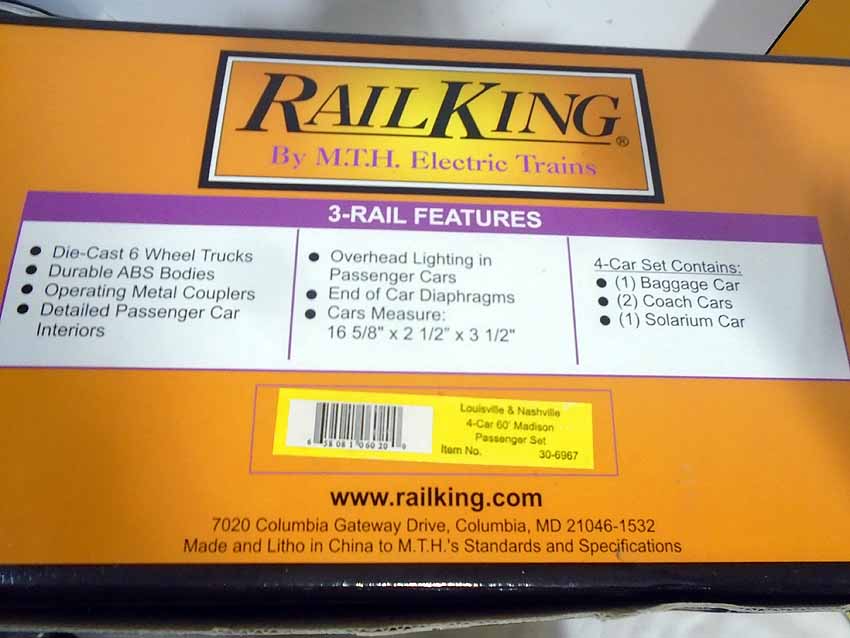 RAILKING®
By M.T.H. Electric Trains
3-RAIL FEATURES
● Die-Cast 6 Wheel Trucks
● Durable ABS Bodies
● Operating Metal Couplers
● Detailed Passenger Car
Interiors
● Overhead Lighting in
Passenger Cars
● End of Car Diaphragms
● Cars Measure:
16 5/8" x 2 1/2" x 3 1/2"
4-Car Set Contains:
● (1) Baggage Car
● (2) Coach Cars
● (1) Solarium Car
Louisville & Nashville
4-Car 60' Madison
Passenger Set
Item No. 30-6967
www.railking.com
7020 Columbia Gateway Drive, Columbia, MD 21046-1532
Made and Litho in China to M.T.H.'s Standards and Specifications